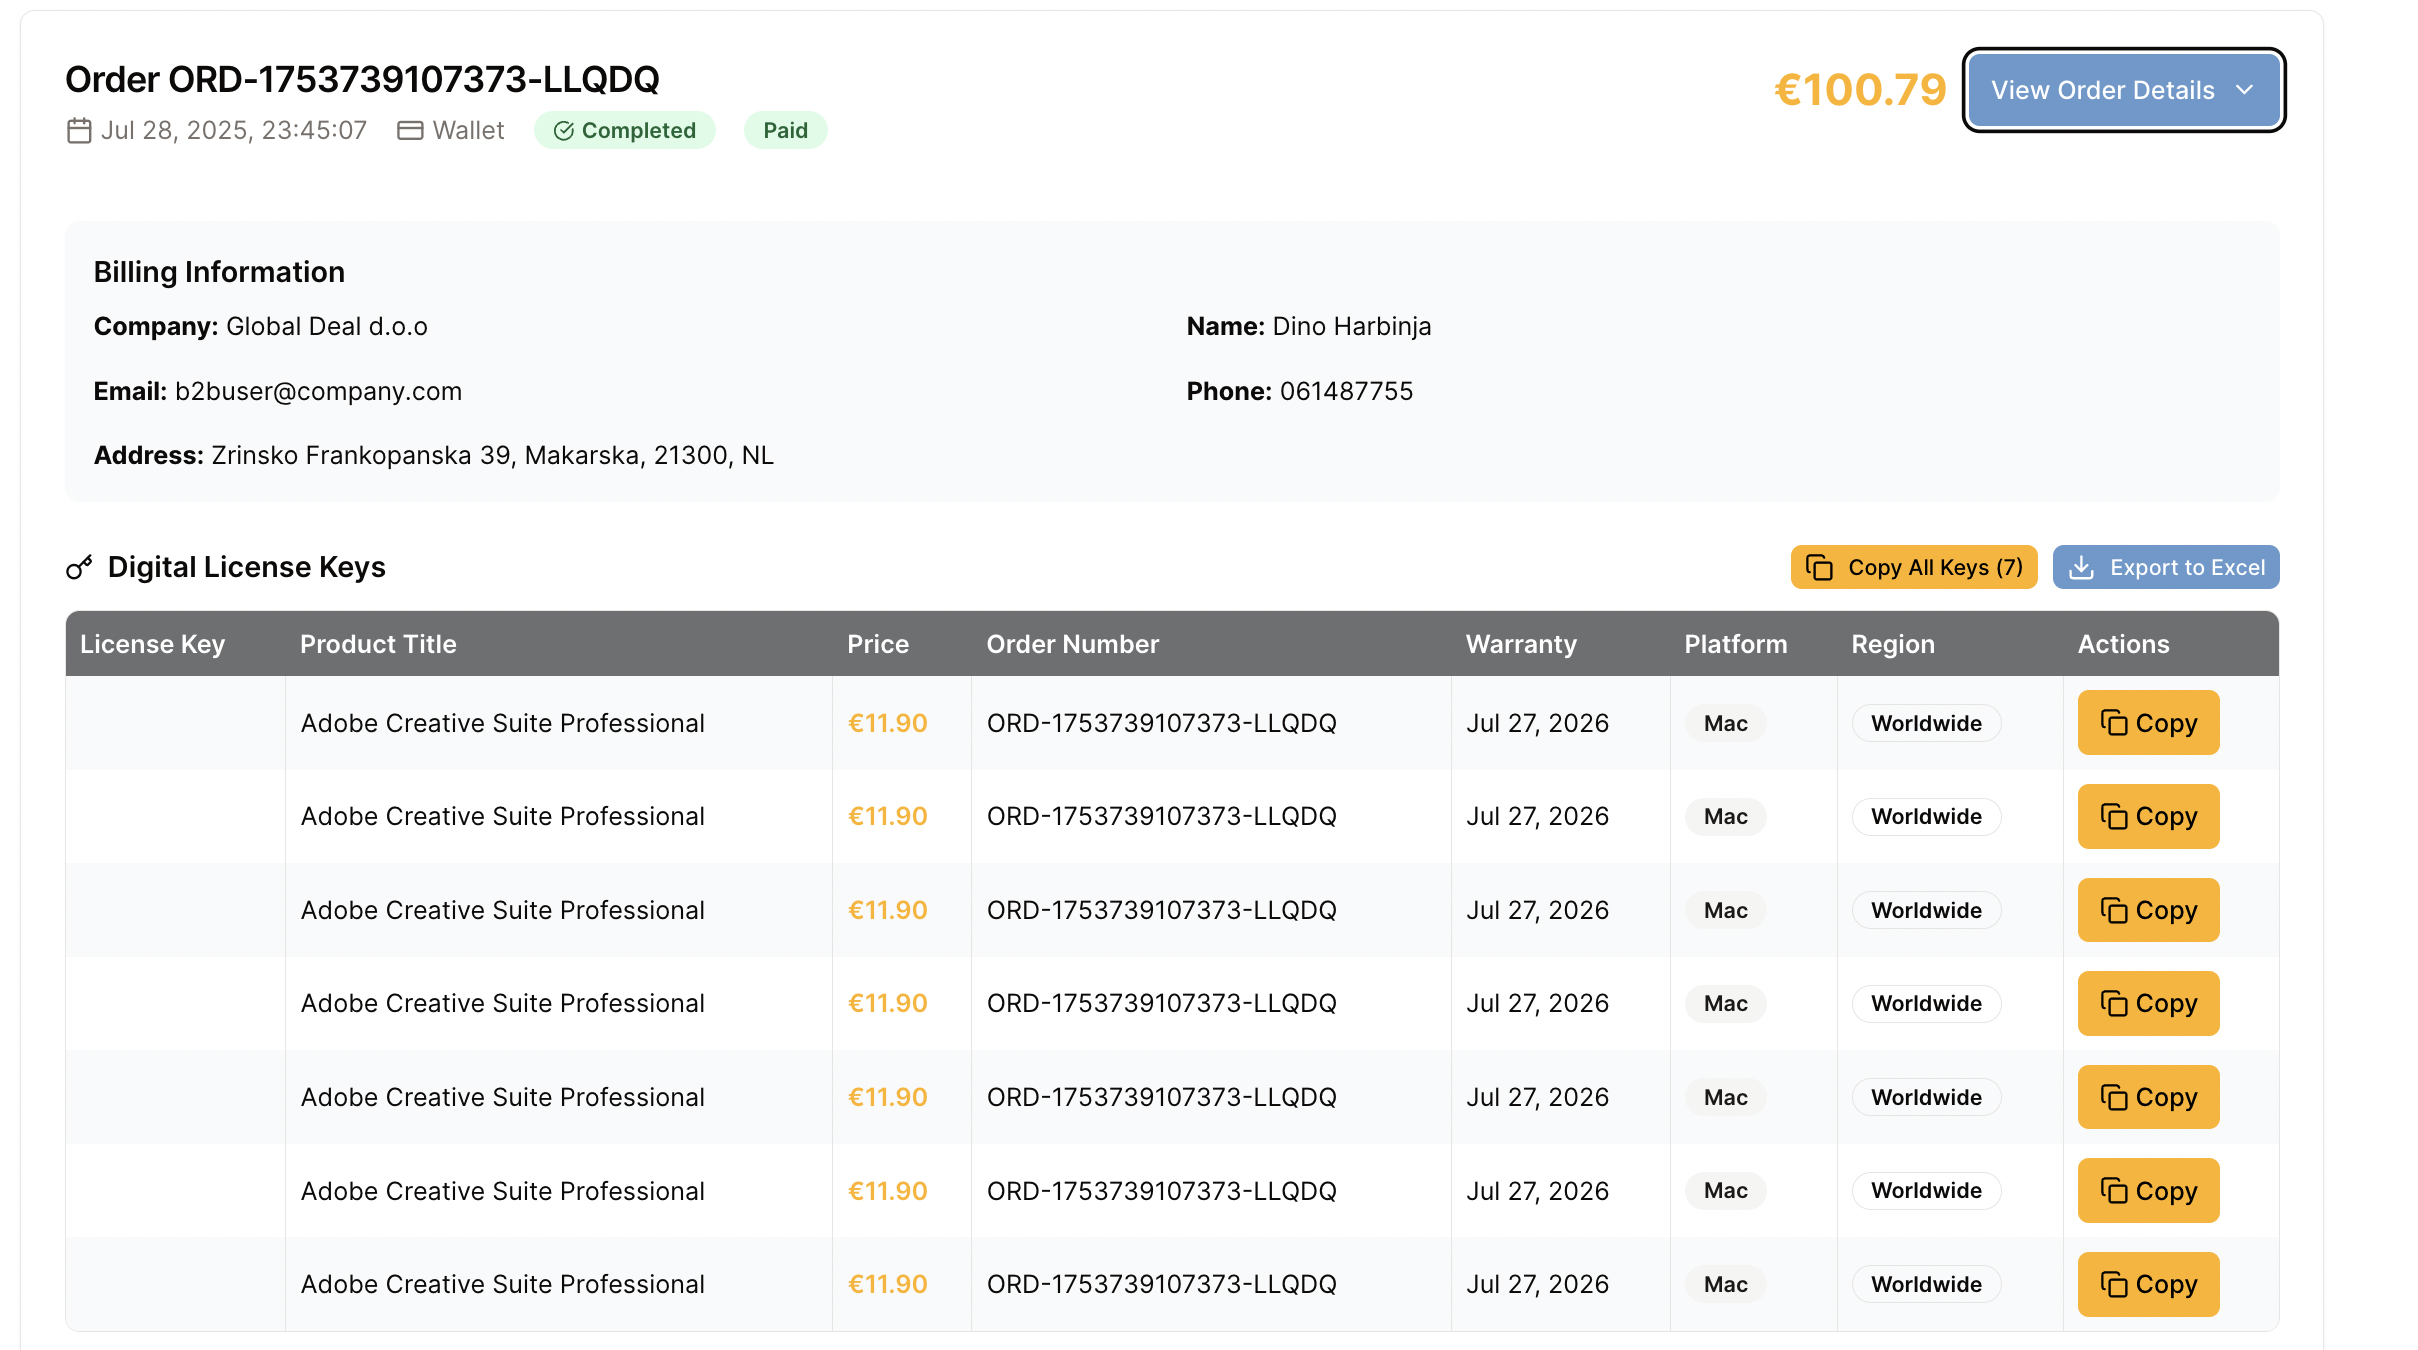 Order ORD-1753739107373-LLQDQ
€100.79
View Order Details
Jul 28, 2025, 23:45:07 Wallet Completed Paid
Billing Information
Company: Global Deal d.o.o
Name: Dino Harbinja
Email: b2buser@company.com
Phone: 061487755
Address: Zrinsko Frankopanska 39, Makarska, 21300, NL
Digital License Keys
Copy All Keys (7)
Export to Excel
License Key Product Title Price Order Number Warranty Platform Region Actions
Adobe Creative Suite Professional €11.90 ORD-1753739107373-LLQDQ Jul 27, 2026 Mac Worldwide Copy
Adobe Creative Suite Professional €11.90 ORD-1753739107373-LLQDQ Jul 27, 2026 Mac Worldwide Copy
Adobe Creative Suite Professional €11.90 ORD-1753739107373-LLQDQ Jul 27, 2026 Mac Worldwide Copy
Adobe Creative Suite Professional €11.90 ORD-1753739107373-LLQDQ Jul 27, 2026 Mac Worldwide Copy
Adobe Creative Suite Professional €11.90 ORD-1753739107373-LLQDQ Jul 27, 2026 Mac Worldwide Copy
Adobe Creative Suite Professional €11.90 ORD-1753739107373-LLQDQ Jul 27, 2026 Mac Worldwide Copy
Adobe Creative Suite Professional €11.90 ORD-1753739107373-LLQDQ Jul 27, 2026 Mac Worldwide Copy